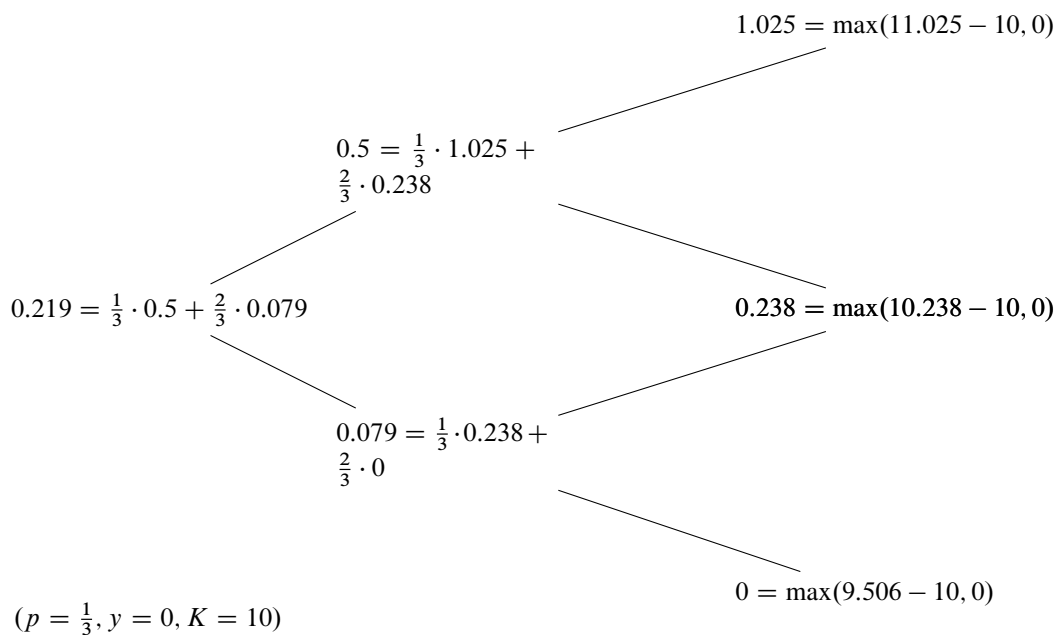 1.025 = max(11.025 − 10, 0)
0.5 = 1/3 · 1.025 +
2/3 · 0.238
0.219 = 1/3 · 0.5 + 2/3 · 0.079
0.238 = max(10.238 − 10, 0)
0.079 = 1/3 · 0.238 +
2/3 · 0
0 = max(9.506 − 10, 0)
(p = 1/3, y = 0, K = 10)